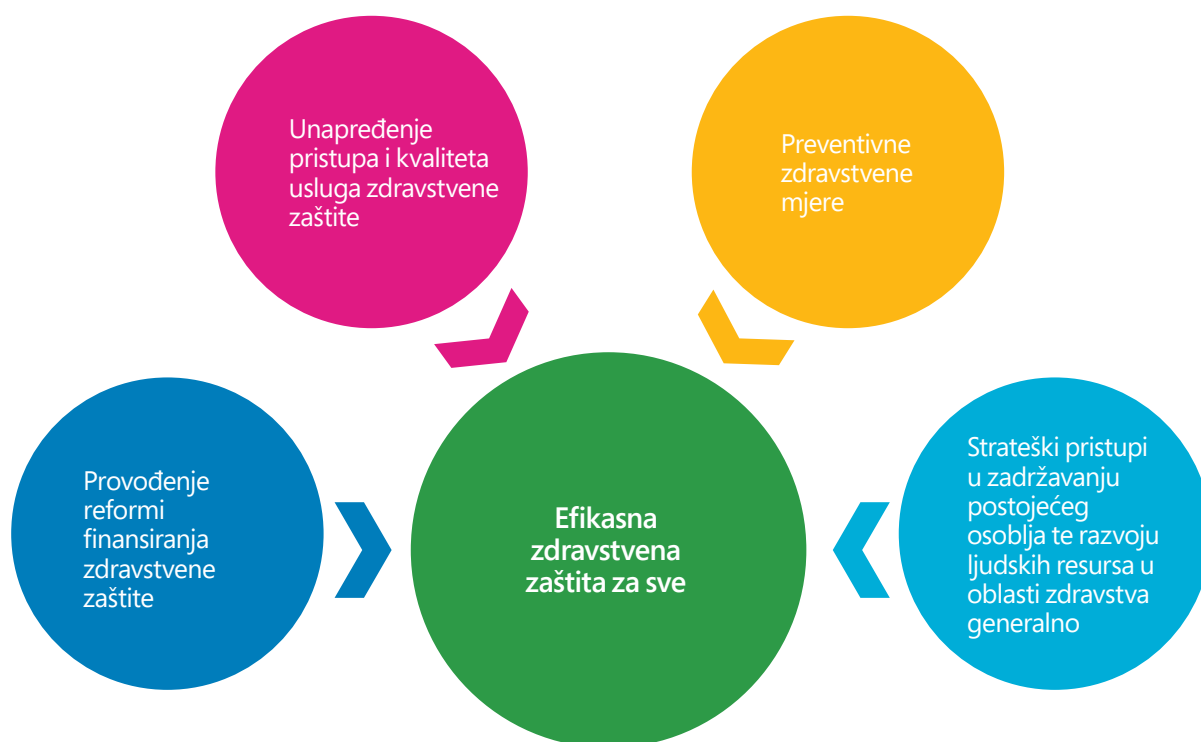 Unapređenje
pristupa i kvaliteta
usluga zdravstvene
zaštite
Preventivne
zdravstvene
mjere
Provođenje
reformi
finansiranja
zdravstvene
zaštite
Efikasna
zdravstvena
zaštita za sve
Strateški pristupi
u zadržavanju
postojećeg
osoblja te razvoju
ljudskih resursa u
oblasti zdravstva
generalno